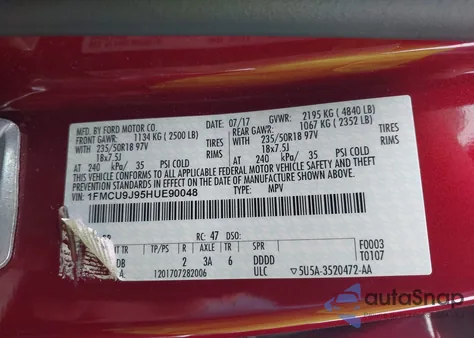 MFD. BY FORD MOTOR CO.
07/17 GVWR: 2195 KG (4840 LB)
FRONT GAWR: 1134 KG (2500 LB) REAR GAWR: 1067 KG (2352 LB)
WITH 235/50R18 97V TIRES WITH 235/50R18 97V TIRES
18x7.5J RIMS 18x7.5J RIMS
AT 240 kPa/ 35 PSI COLD AT 240 kPa/ 35 PSI COLD
THIS VEHICLE CONFORMS TO ALL APPLICABLE FEDERAL MOTOR VEHICLE SAFETY
THEFT PREVENTION STANDARDS IN EFFECT ON THE DATE OF MANUFACTURE SHOWN ABOVE.
VIN: 1FMCU9J95HUE90048 TYPE: MPV
RC: 47 DSO:
INT TR TP/PS R AXLE TR SPR F0003
DB 2 3A 6 DDDD T0107
1201707282006 ULC 5U5A-3520472-AA
autoSnap